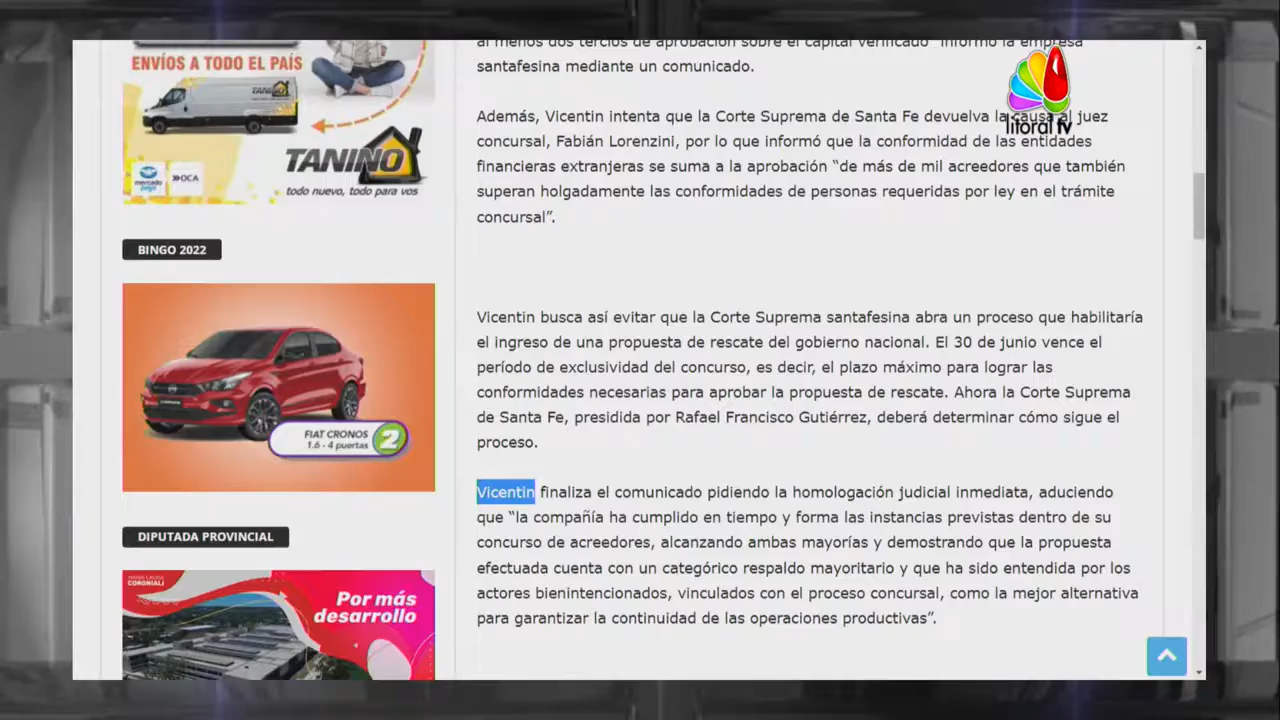 ENVÍOS A TODO EL PAÍS
TANINO
TANINO
todo nuevo, todo para vos
mercado
pago
OCA
BINGO 2022
FIAT CRONOS
1.6 - 4 puertas
2
DIPUTADA PROVINCIAL
CORGNIALI
Por más
desarrollo
al menos dos tercios de aprobación sobre el capital verificado” informó la empresa
santafesina mediante un comunicado.
Además, Vicentin intenta que la Corte Suprema de Santa Fe devuelva la causa al juez
concursal, Fabián Lorenzini, por lo que informó que la conformidad de las entidades
financieras extranjeras se suma a la aprobación “de más de mil acreedores que también
superan holgadamente las conformidades de personas requeridas por ley en el trámite
concursal”.
Vicentin busca así evitar que la Corte Suprema santafesina abra un proceso que habilitaría
el ingreso de una propuesta de rescate del gobierno nacional. El 30 de junio vence el
período de exclusividad del concurso, es decir, el plazo máximo para lograr las
conformidades necesarias para aprobar la propuesta de rescate. Ahora la Corte Suprema
de Santa Fe, presidida por Rafael Francisco Gutiérrez, deberá determinar cómo sigue el
proceso.
Vicentin finaliza el comunicado pidiendo la homologación judicial inmediata, aduciendo
que “la compañía ha cumplido en tiempo y forma las instancias previstas dentro de su
concurso de acreedores, alcanzando ambas mayorías y demostrando que la propuesta
efectuada cuenta con un categórico respaldo mayoritario y que ha sido entendida por los
actores bienintencionados, vinculados con el proceso concursal, como la mejor alternativa
para garantizar la continuidad de las operaciones productivas”.
litoral tv